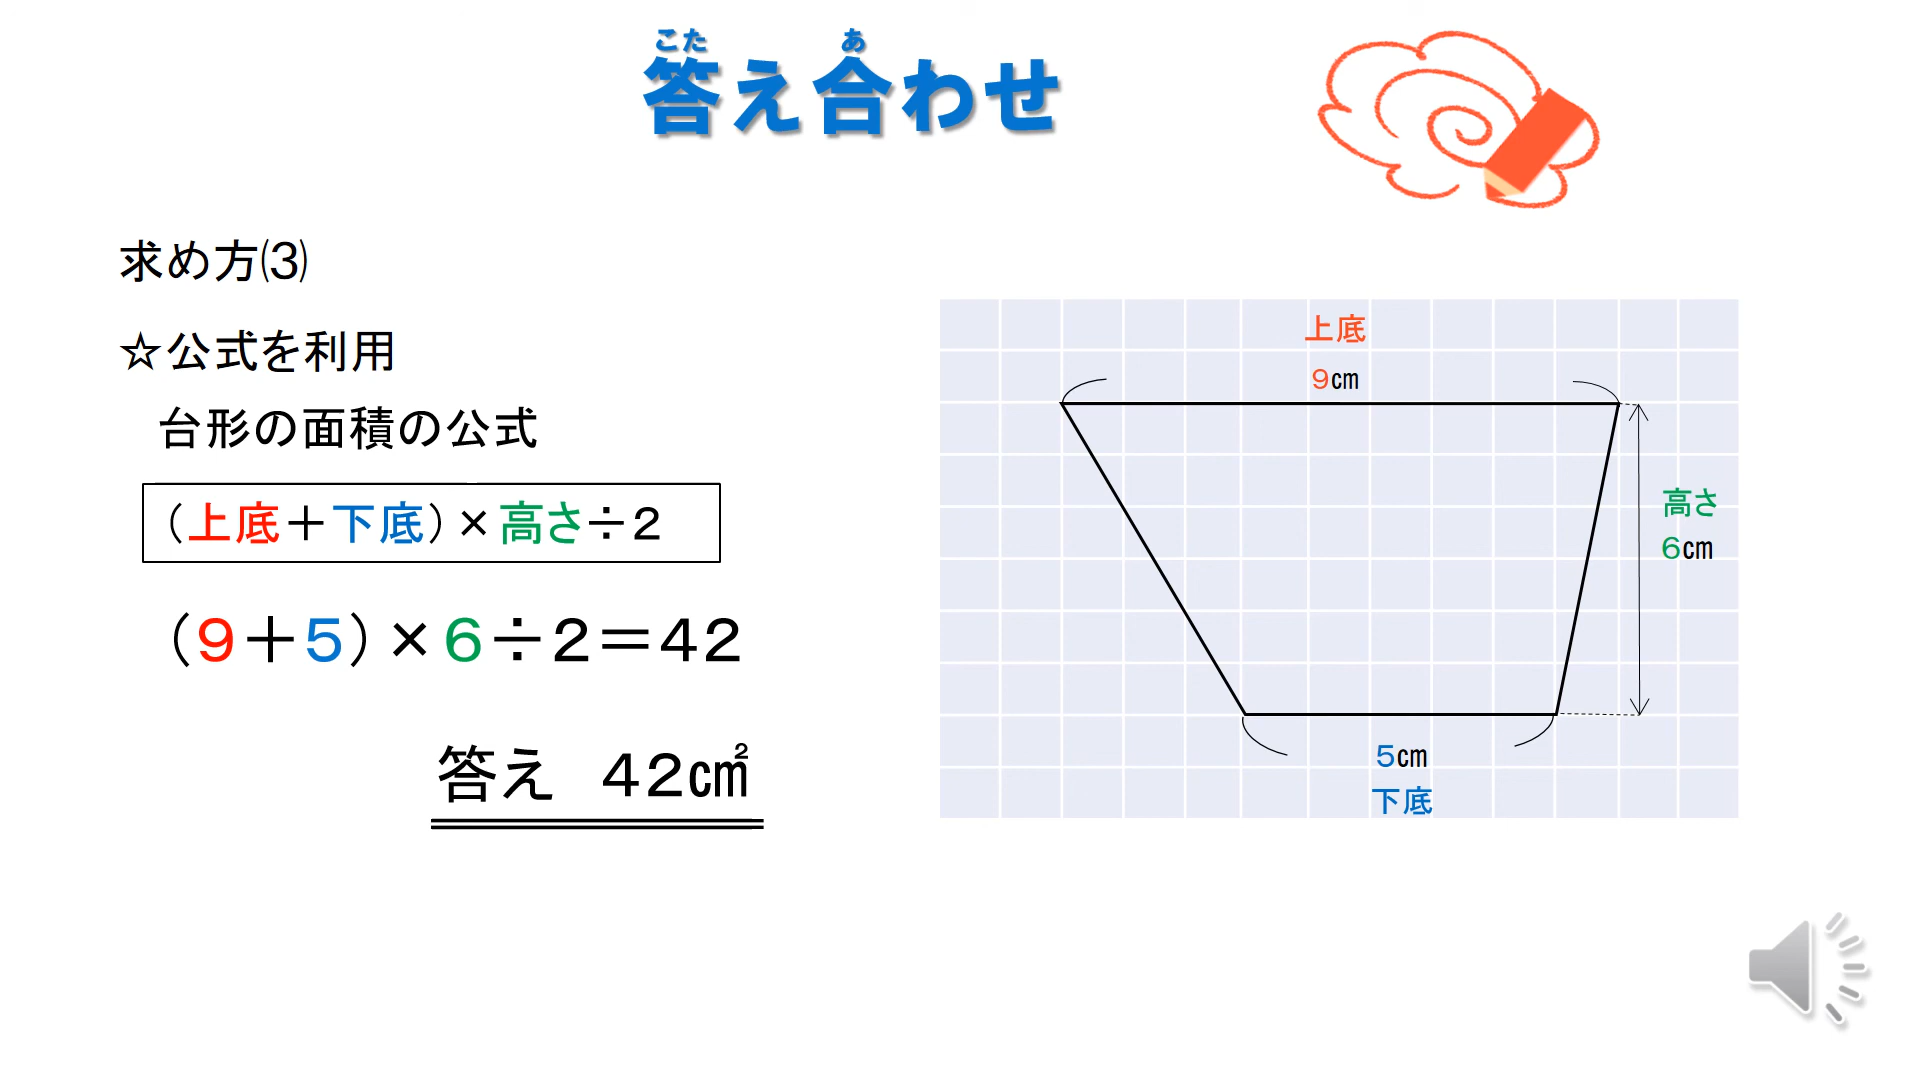 こた あ
答え合わせ
求め方⑶
☆公式を利用
台形の面積の公式
（上底＋下底）×高さ÷２
（９＋５）×６÷２＝４２
答え　４２㎠
上底
９㎝
高さ
６㎝
５㎝
下底